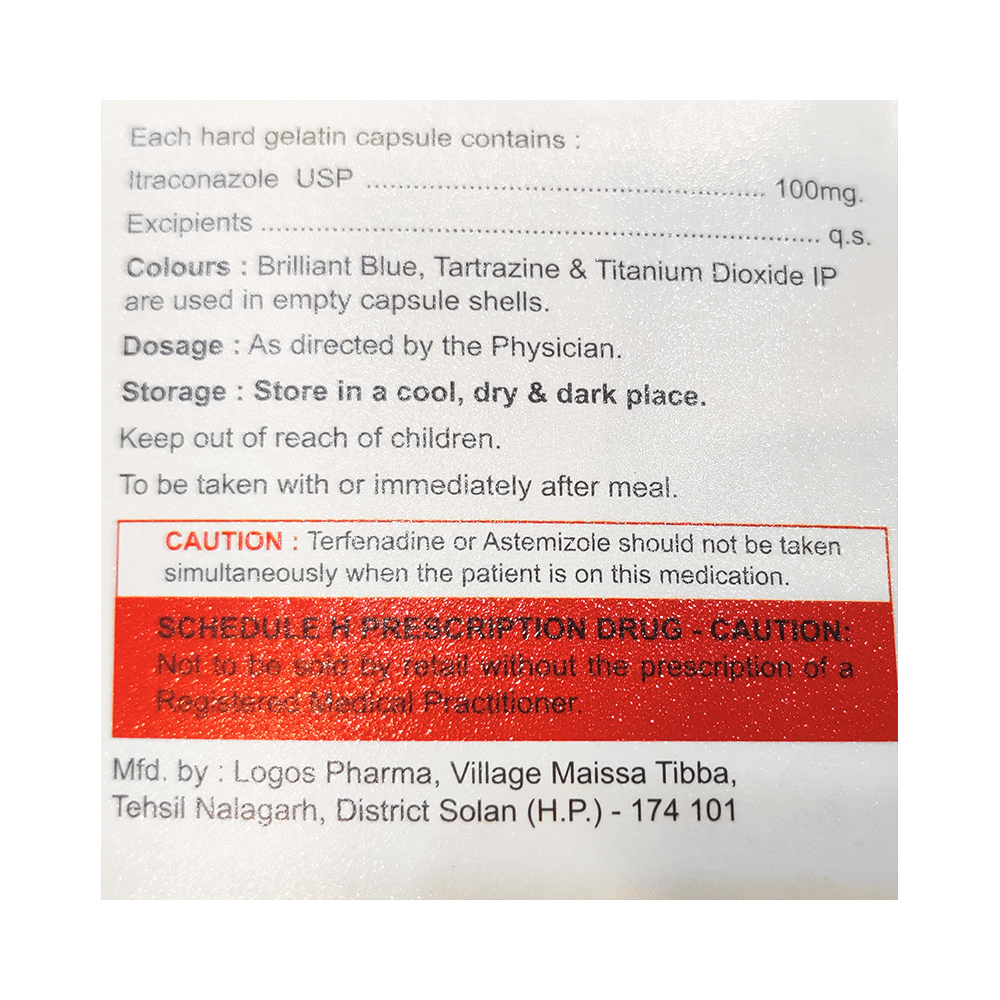 Each hard gelatin capsule contains :
Itraconazole USP ........................................................ 100mg.
Excipients ................................................................................ q.s.
Colours : Brilliant Blue, Tartrazine & Titanium Dioxide IP
are used in empty capsule shells.
Dosage : As directed by the Physician.
Storage : Store in a cool, dry & dark place.
Keep out of reach of children.
To be taken with or immediately after meal.
CAUTION : Terfenadine or Astemizole should not be taken
simultaneously when the patient is on this medication.
SCHEDULE H PRESCRIPTION DRUG - CAUTION:
Not to be sold by retail without the prescription of a
Registered Medical Practitioner.
Mfd. by : Logos Pharma, Village Maissa Tibba,
Tehsil Nalagarh, District Solan (H.P.) - 174 101